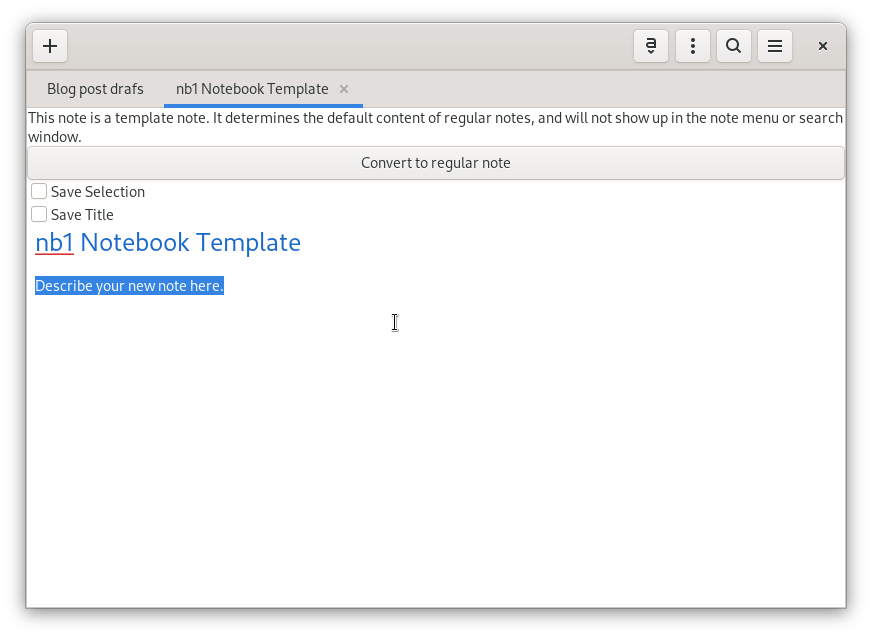 Blog post drafs
nb1 Notebook Template
This note is a template note. It determines the default content of regular notes, and will not show up in the note menu or search
window.
Convert to regular note
Save Selection
Save Title
nb1 Notebook Template
Describe your new note here.